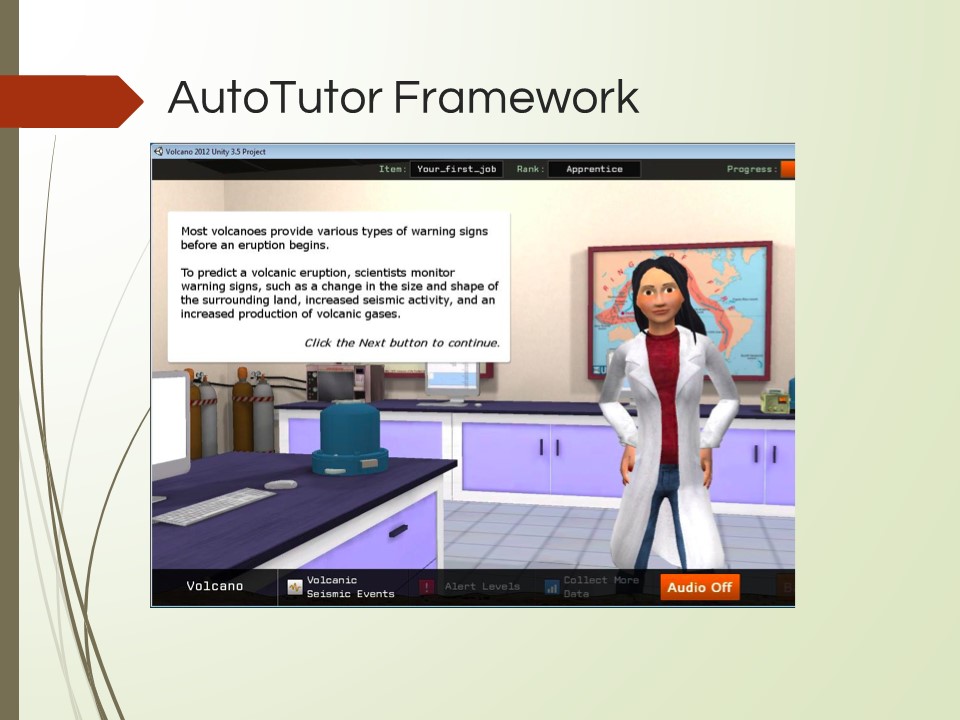 AutoTutor Framework
Volcano 2012 Unity 3.5 Project
Item: Your_first_job Rank: Apprentice Progress:
Most volcanoes provide various types of warning signs
before an eruption begins.
To predict a volcanic eruption, scientists monitor
warning signs, such as a change in the size and shape of
the surrounding land, increased seismic activity, and an
increased production of volcanic gases.
Click the Next button to continue.
Volcano
Volcanic
Seismic Events
Alert Levels
Collect More
Data
Audio Off